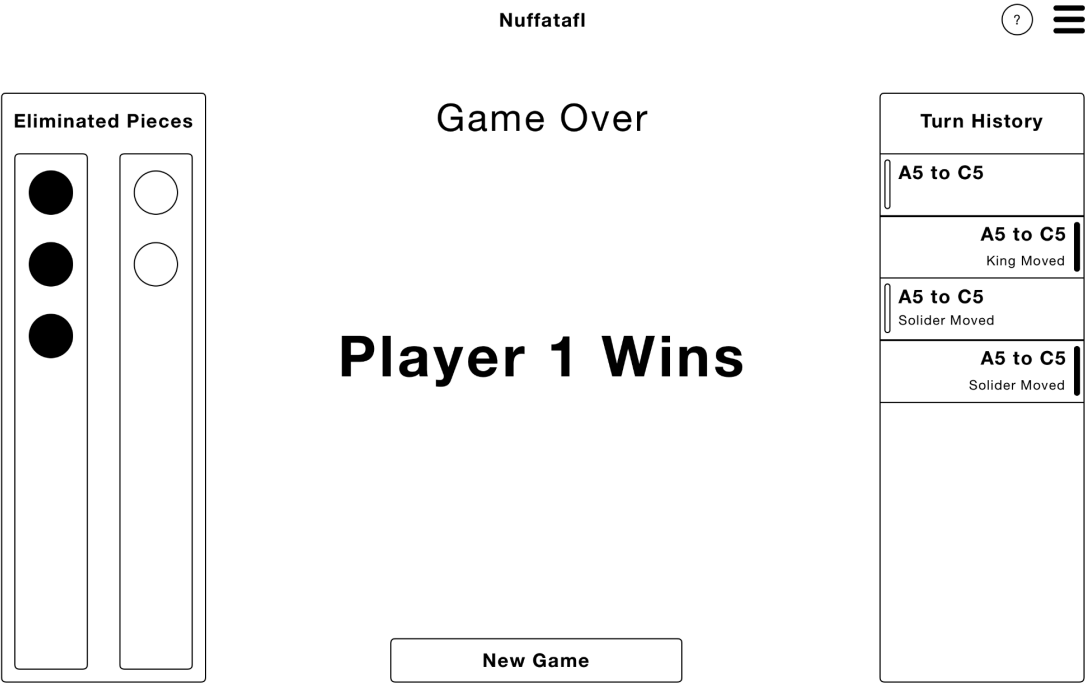 Nuffatafl
?
Eliminated Pieces
Game Over
Player 1 Wins
New Game
Turn History
A5 to C5
A5 to C5
King Moved
A5 to C5
Solider Moved
A5 to C5
Solider Moved